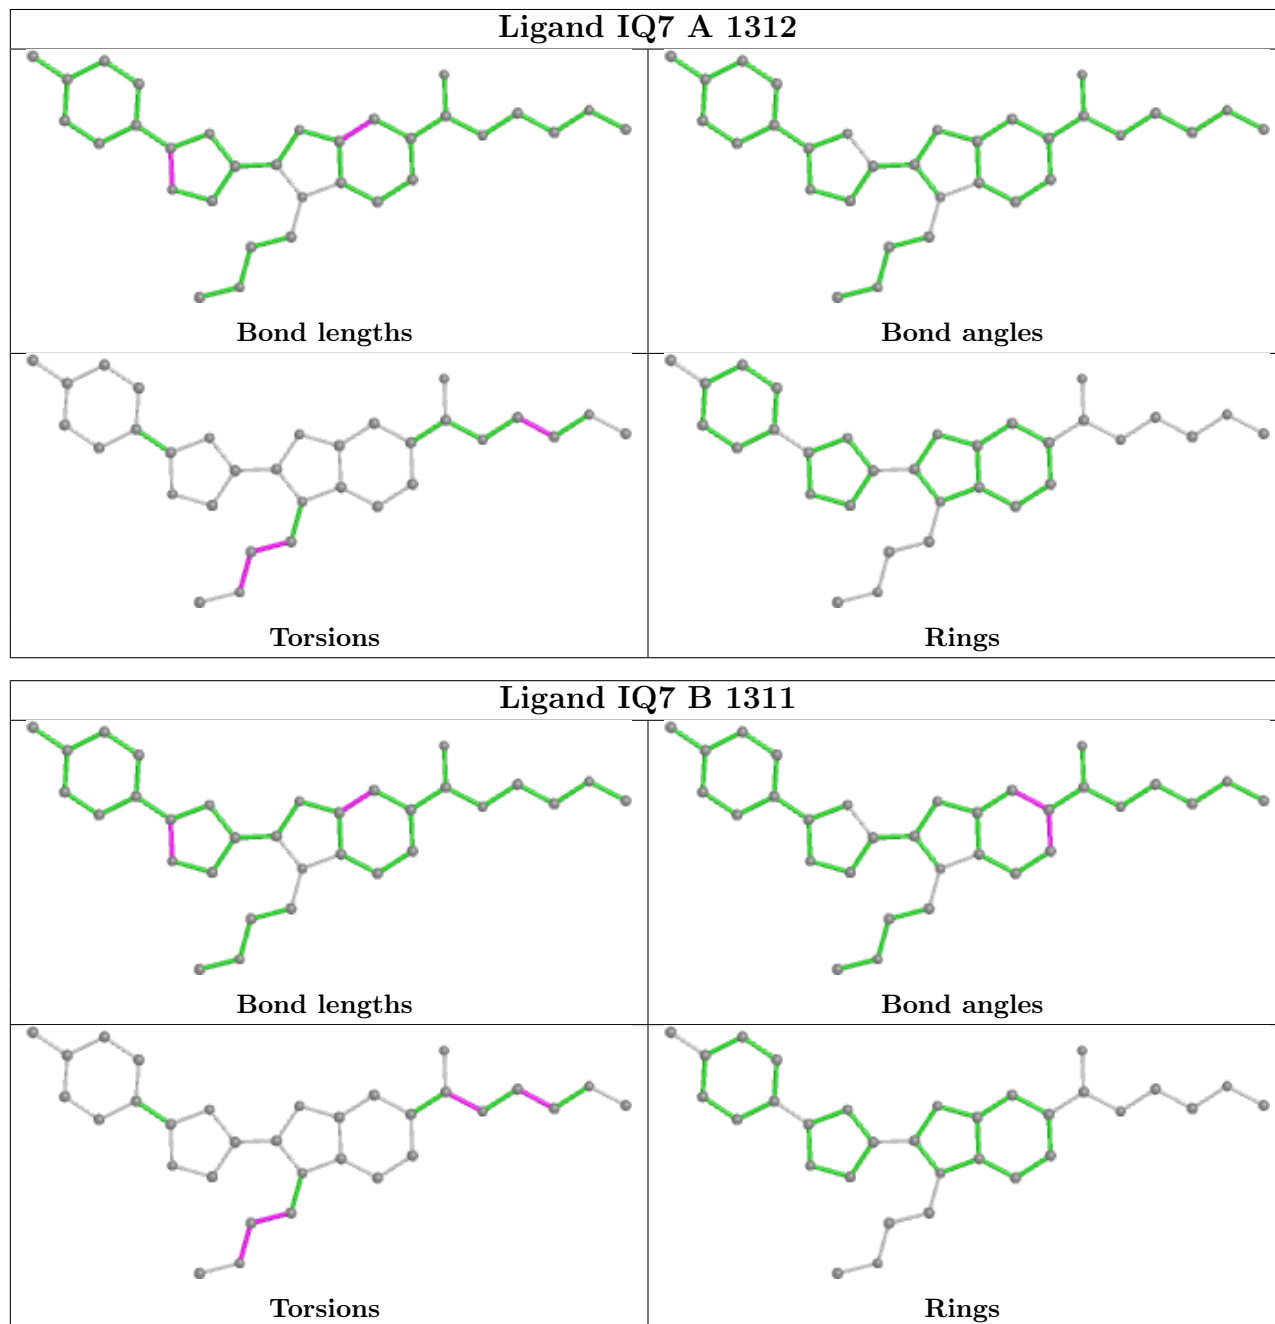 Ligand IQ7 A 1312
Bond lengths
Bond angles
Torsions
Rings
Ligand IQ7 B 1311
Bond lengths
Bond angles
Torsions
Rings